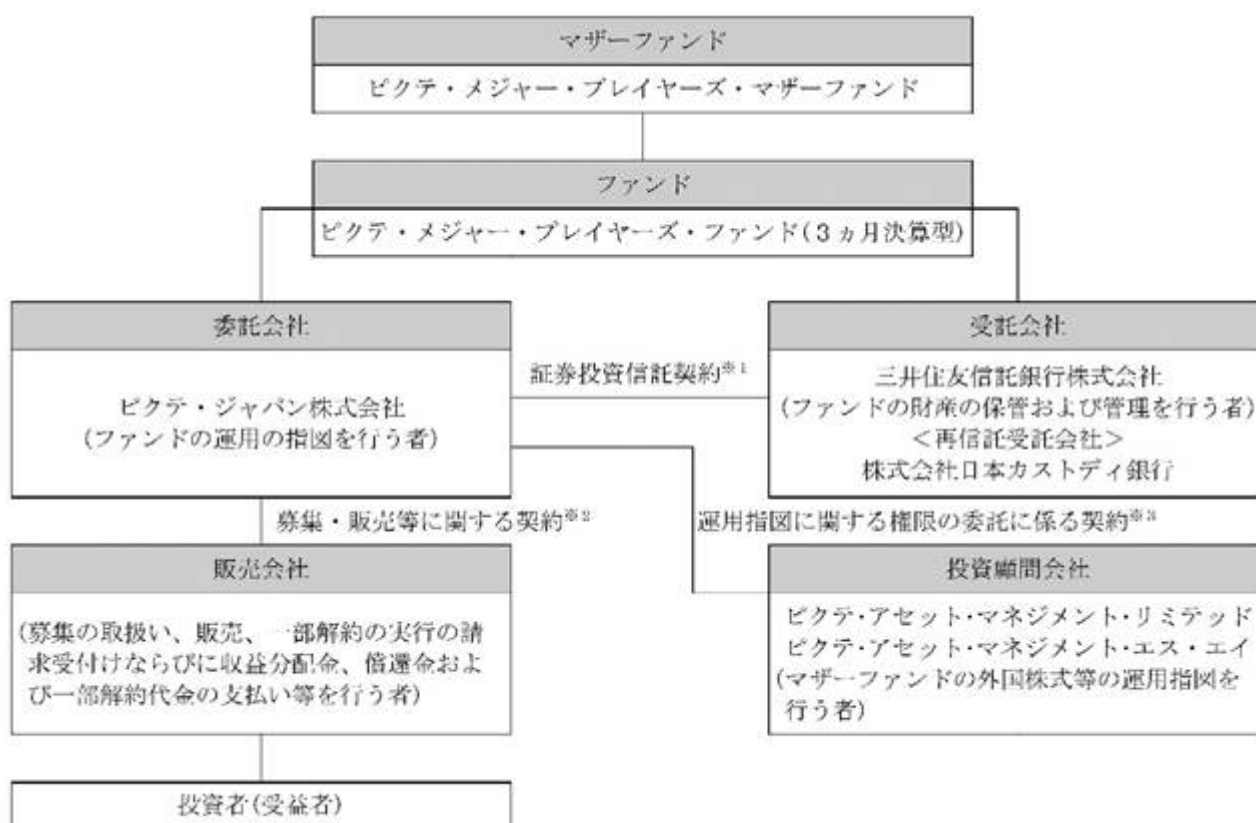 マザーファンド
ピクテ・メジャー・プレイヤーズ・マザーファンド
ファンド
ピクテ・メジャー・プレイヤーズ・ファンド(3ヵ月決算型)
委託会社
ピクテ・ジャパン株式会社
(ファンドの運用の指図を行う者)
証券投資信託契約※1
受託会社
三井住友信託銀行株式会社
(ファンドの財産の保管および管理を行う者)
<再信託受託会社>
株式会社日本カストディ銀行
募集・販売等に関する契約※2
運用指図に関する権限の委託に係る契約※3
販売会社
(募集の取扱い、販売、一部解約の実行の請
求受付けならびに収益分配金、償還金およ
び一部解約代金の支払い等を行う者)
投資顧問会社
ピクテ・アセット・マネジメント・リミテッド
ピクテ・アセット・マネジメント・エス・エイ
(マザーファンドの外国株式等の運用指図を
行う者)
投資者(受益者)